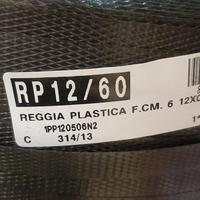 RP12/60
REGGIA PLASTICA F.CM. 6 12X0
1PP120506N2
C 314/13